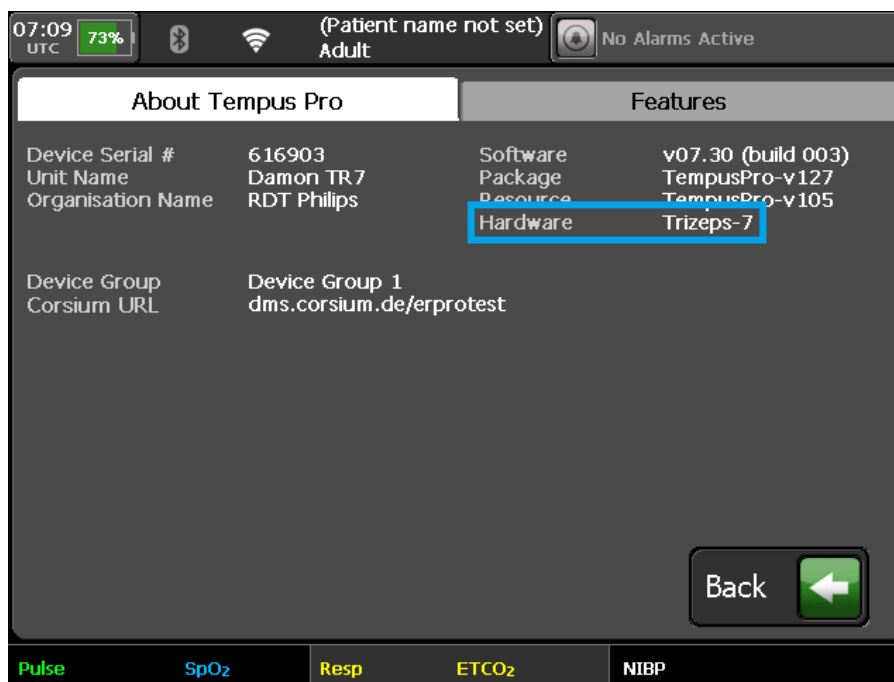 07:09 UTC 73% (Patient name not set) Adult No Alarms Active
About Tempus Pro Features
Device Serial # 616903 Software v07.30 (build 003)
Unit Name Damon TR7 Package TempusPro-v127
Organisation Name RDT Philips Resource TempusPro-v105
Hardware Trizeps-7
Device Group Device Group 1
Corsium URL dms.corsium.de/erprotest
Back
Pulse SpO₂ Resp ETCO₂ NIBP